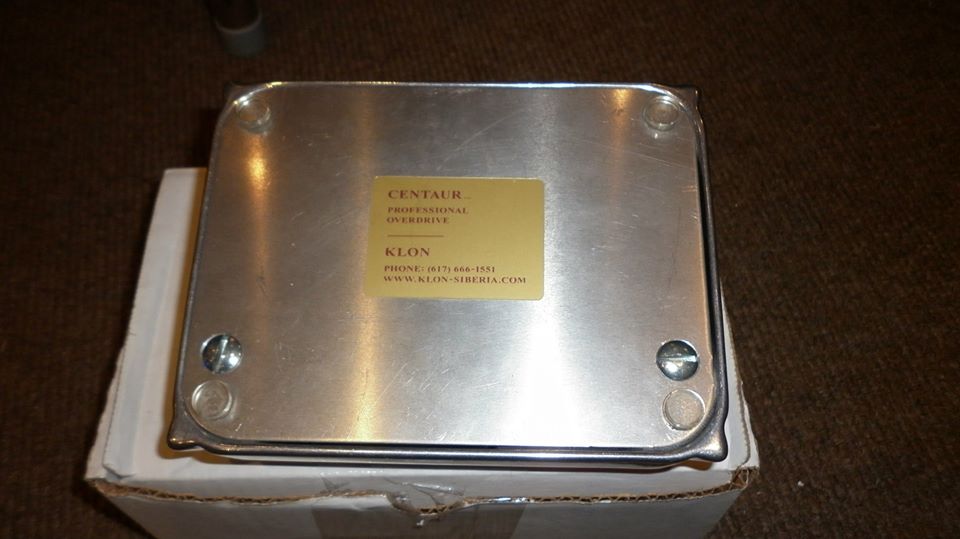 CENTAUR
PROFESSIONAL
OVERDRIVE
KLON
PHONE: (617) 666-1551
WWW.KLON-SIBERIA.COM